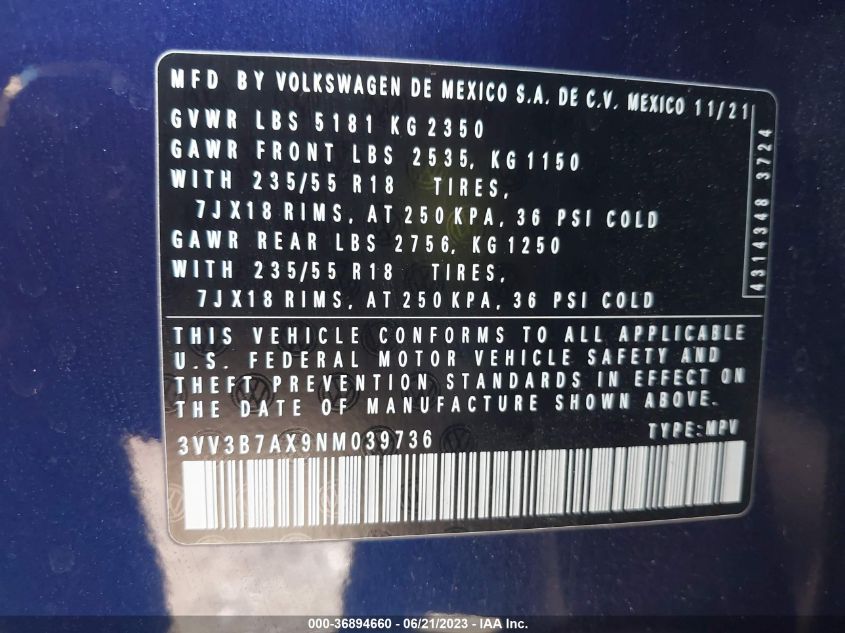 MFD BY VOLKSWAGEN DE MEXICO S.A. DE C.V. MEXICO 11/21
GVWR LBS 5181 KG 2350
GAWR FRONT LBS 2535, KG 1150
WITH 235/55 R18 TIRES,
7JX18 RIMS, AT 250 KPA, 36 PSI COLD
GAWR REAR LBS 2756, KG 1250
WITH 235/55 R18 TIRES,
7JX18 RIMS, AT 250 KPA, 36 PSI COLD
4314348 3724
THIS VEHICLE CONFORMS TO ALL APPLICABLE
U.S. FEDERAL MOTOR VEHICLE SAFETY AND
THEFT PREVENTION STANDARDS IN EFFECT ON
THE DATE OF MANUFACTURE SHOWN ABOVE.
3VV3B7AX9NM039736 TYPE: MPV
000-36894660 - 06/21/2023 - IAA Inc.